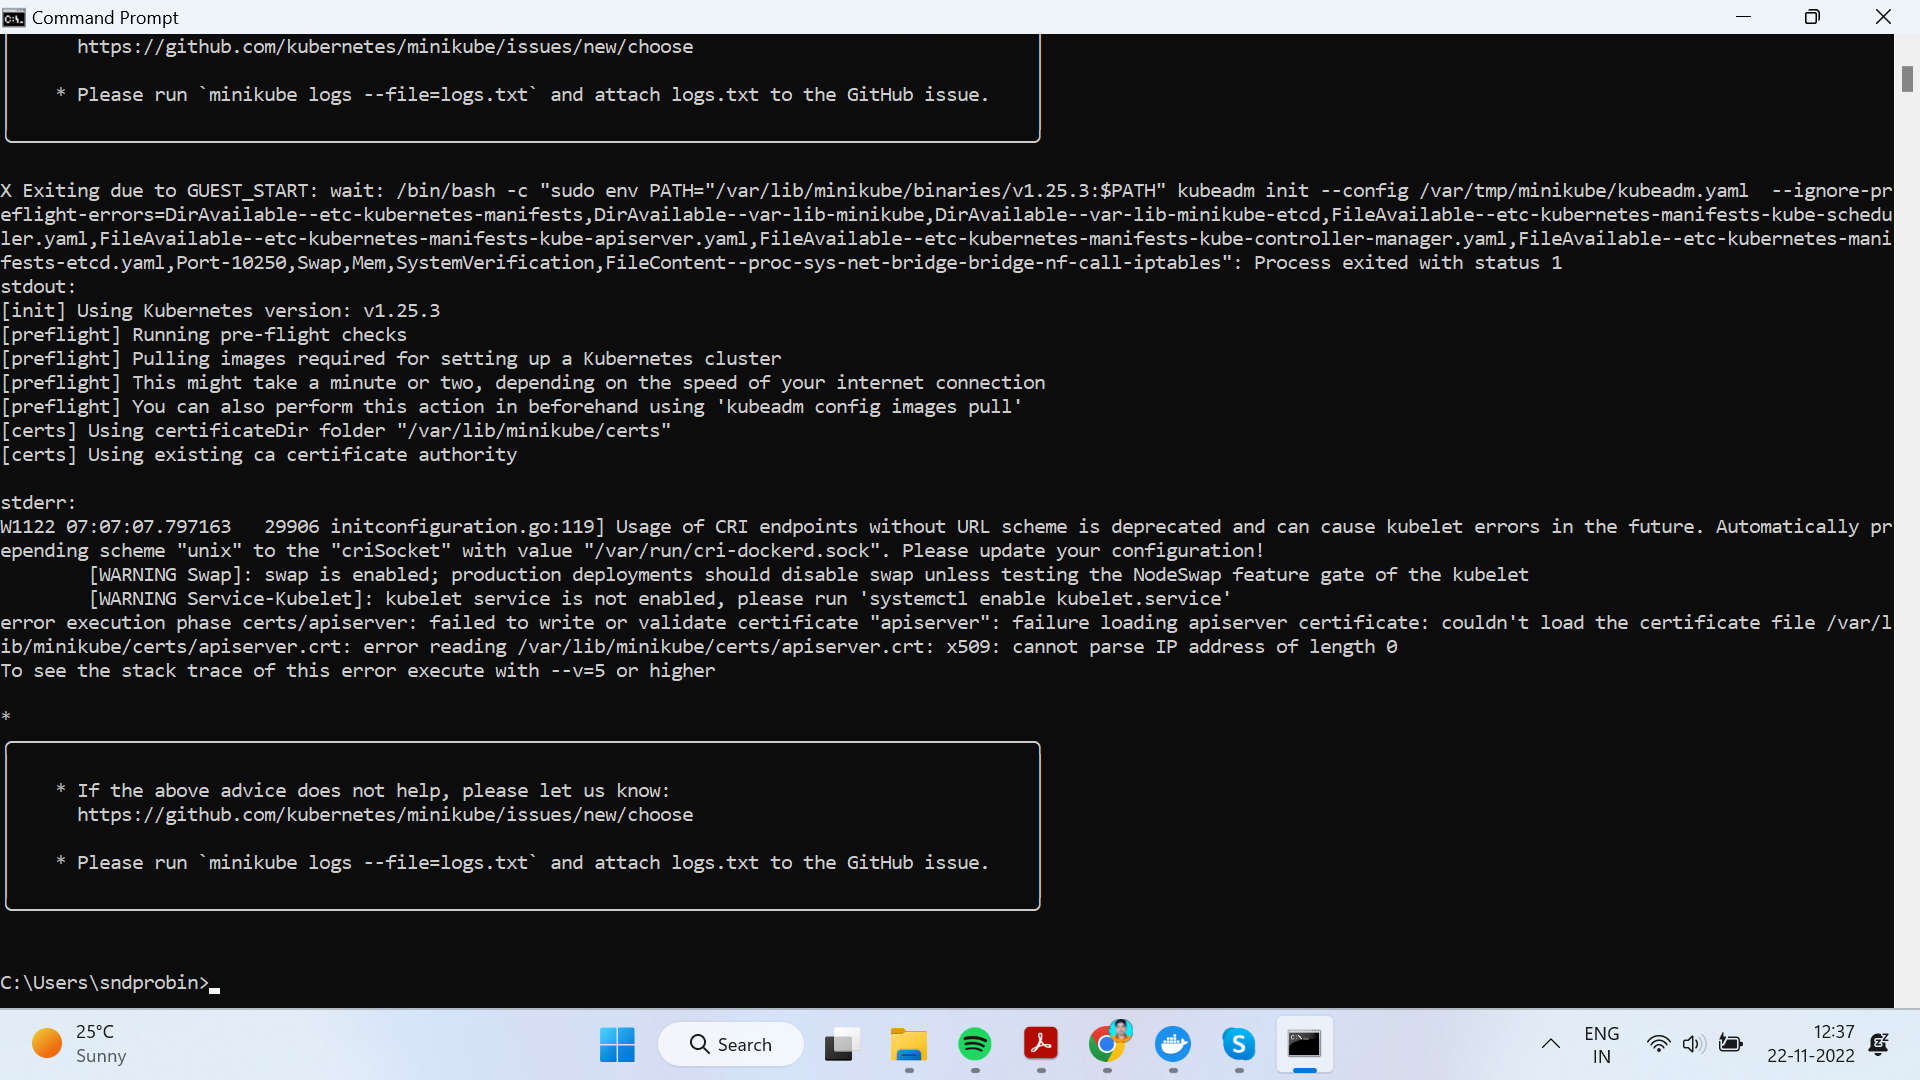 Command Prompt
https://github.com/kubernetes/minikube/issues/new/choose
* Please run `minikube logs --file=logs.txt` and attach logs.txt to the GitHub issue.
X Exiting due to GUEST_START: wait: /bin/bash -c "sudo env PATH="/var/lib/minikube/binaries/v1.25.3:$PATH" kubeadm init --config /var/tmp/minikube/kubeadm.yaml  --ignore-pr
eflight-errors=DirAvailable--etc-kubernetes-manifests,DirAvailable--var-lib-minikube,DirAvailable--var-lib-minikube-etcd,FileAvailable--etc-kubernetes-manifests-kube-schedu
ler.yaml,FileAvailable--etc-kubernetes-manifests-kube-apiserver.yaml,FileAvailable--etc-kubernetes-manifests-kube-controller-manager.yaml,FileAvailable--etc-kubernetes-mani
fests-etcd.yaml,Port-10250,Swap,Mem,SystemVerification,FileContent--proc-sys-net-bridge-bridge-nf-call-iptables": Process exited with status 1
stdout:
[init] Using Kubernetes version: v1.25.3
[preflight] Running pre-flight checks
[preflight] Pulling images required for setting up a Kubernetes cluster
[preflight] This might take a minute or two, depending on the speed of your internet connection
[preflight] You can also perform this action in beforehand using 'kubeadm config images pull'
[certs] Using certificateDir folder "/var/lib/minikube/certs"
[certs] Using existing ca certificate authority
stderr:
W1122 07:07:07.797163   29906 initconfiguration.go:119] Usage of CRI endpoints without URL scheme is deprecated and can cause kubelet errors in the future. Automatically pr
epending scheme "unix" to the "criSocket" with value "/var/run/cri-dockerd.sock". Please update your configuration!
[WARNING Swap]: swap is enabled; production deployments should disable swap unless testing the NodeSwap feature gate of the kubelet
[WARNING Service-Kubelet]: kubelet service is not enabled, please run 'systemctl enable kubelet.service'
error execution phase certs/apiserver: failed to write or validate certificate "apiserver": failure loading apiserver certificate: couldn't load the certificate file /var/l
ib/minikube/certs/apiserver.crt: error reading /var/lib/minikube/certs/apiserver.crt: x509: cannot parse IP address of length 0
To see the stack trace of this error execute with --v=5 or higher
*
* If the above advice does not help, please let us know:
https://github.com/kubernetes/minikube/issues/new/choose
* Please run `minikube logs --file=logs.txt` and attach logs.txt to the GitHub issue.
C:\Users\sndprobin>
25°C
Sunny
Search
ENG
IN
12:37
22-11-2022